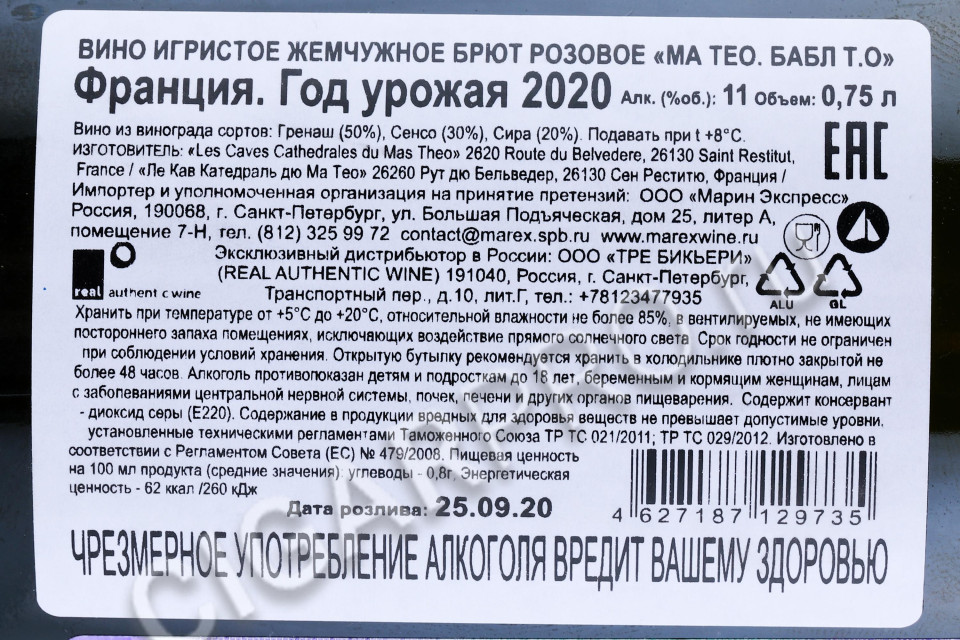 ВИНО ИГРИСТОЕ ЖЕМЧУЖНОЕ БРЮТ РОЗОВОЕ «МА ТЕО. БАБЛ Т.О»
Франция. Год урожая 2020 Алк. (%об.): 11 Объем: 0,75 л
Вино из винограда сортов: Гренаш (50%), Сенсо (30%), Сира (20%). Подавать при t +8°C.
ИЗГОТОВИТЕЛЬ: «Les Caves Cathedrales du Mas Theo» 2620 Route du Belvedere, 26130 Saint Restitut,
France / «Ле Кав Катедраль дю Ма Тео» 26260 Рут дю Бельведер, 26130 Сен Реститю, Франция /
EAC
Импортер и уполномоченная организация на принятие претензий: ООО «Марин Экспресс»
Россия, 190068, г. Санкт-Петербург, ул. Большая Подъяческая, дом 25, литер А,
помещение 7-Н, тел. (812) 325 99 72 contact@marex.spb.ru www.marexwine.ru
Эксклюзивный дистрибьютор в России: ООО «ТРЕ БИКЬЕРИ»
(REAL AUTHENTIC WINE) 191040, Россия, г. Санкт-Петербург,
Транспортный пер., д.10, лит.Г, тел.: +78123477935
real authentic wine
ALU GL
Хранить при температуре от +5°C до +20°C, относительной влажности не более 85%, в вентилируемых, не имеющих
постороннего запаха помещениях, исключающих воздействие прямого солнечного света Срок годности не ограничен
при соблюдении условий хранения. Открытую бутылку рекомендуется хранить в холодильнике плотно закрытой не
более 48 часов. Алкоголь противопоказан детям и подросткам до 18 лет, беременным и кормящим женщинам, лицам
с заболеваниями центральной нервной системы, почек, печени и других органов пищеварения. Содержит консервант
- диоксид серы (E220). Содержание в продукции вредных для здоровья веществ не превышает допустимые уровни,
установленные техническими регламентами Таможенного Союза ТР ТС 021/2011; ТР ТС 029/2012. Изготовлено в
соответствии с Регламентом Совета (ЕС) № 479/2008. Пищевая ценность
на 100 мл продукта (средние значения): углеводы - 0,8г, Энергетическая
ценность - 62 ккал /260 кДж
Дата розлива: 25.09.20
4 627187 129735
ЧРЕЗМЕРНОЕ УПОТРЕБЛЕНИЕ АЛКОГОЛЯ ВРЕДИТ ВАШЕМУ ЗДОРОВЬЮ
CIGARPRO.RU